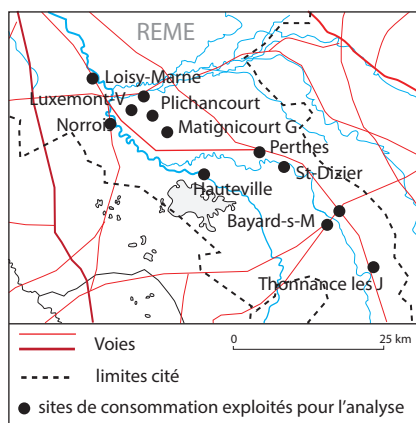 REME
Loisy-Marne
Luxemont-V
Plichancourt
Norroi
Matignicourt G
Perthes
St-Dizier
Hauteville
Bayard-s-M
Thonnance les J
Voies
0 25 km
limites cité
sites de consommation exploités pour l'analyse